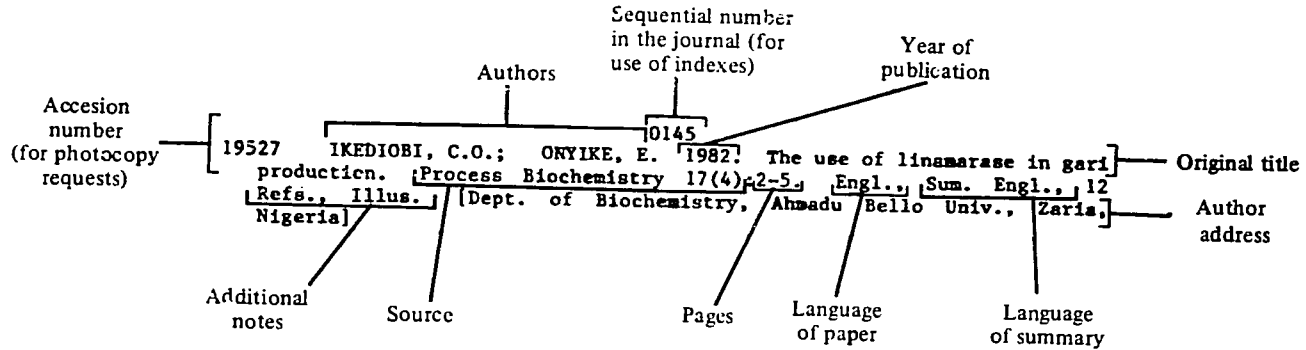 Sequential number
in the journal (for
use of indexes)
Year of
publication
Authors
Accesion
number
(for photocopy
requests)
0145
19527 IKEDIOBI, C.O.; ONYIKE, E. 1982. The use of linamarase in gari
production. Process Biochemistry 17(4):2-5. Engl., Sum. Engl., 12
Refs., Illus. [Dept. of Biochemistry, Ahmadu Bello Univ., Zaria,
Nigeria]
Original title
Author
address
Additional
notes
Source
Pages
Language
of paper
Language
of summary